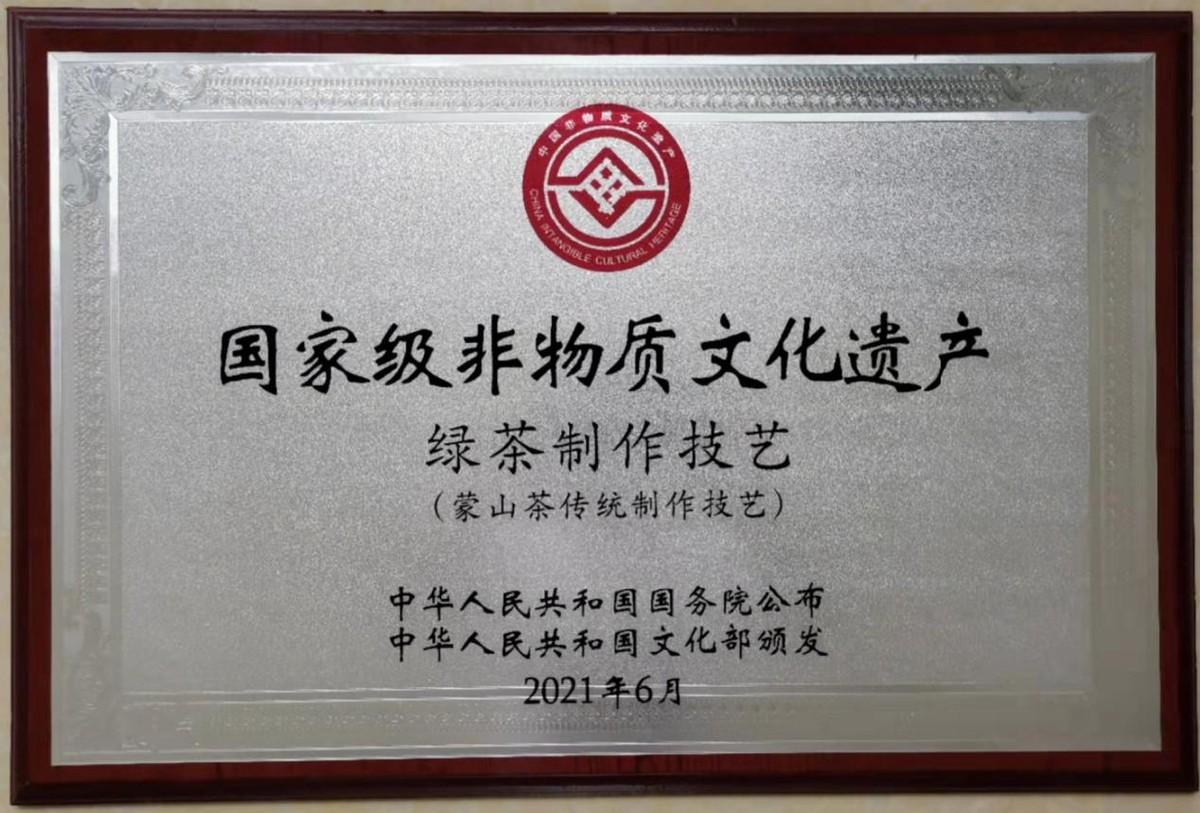 中国非物质文化遗产
CHINA INTANGIBLE CULTURAL HERITAGE
国家级非物质文化遗产
绿茶制作技艺
（蒙山茶传统制作技艺）
中华人民共和国国务院公布
中华人民共和国文化部颁发
2021年6月